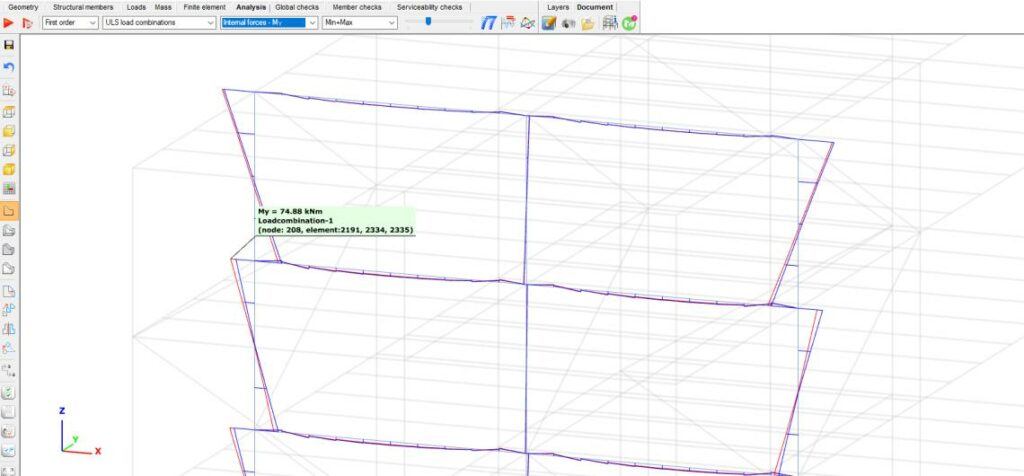 Geometry Structural members Loads Mass Finite element Analysis Global checks Member checks Serviceability checks Layers Document
First order ULS load combinations Internal forces - My Min+Max
My = 74.88 kNm
Loadcombination-1
(node: 208, element:2191, 2334, 2335)
Z
Y
X